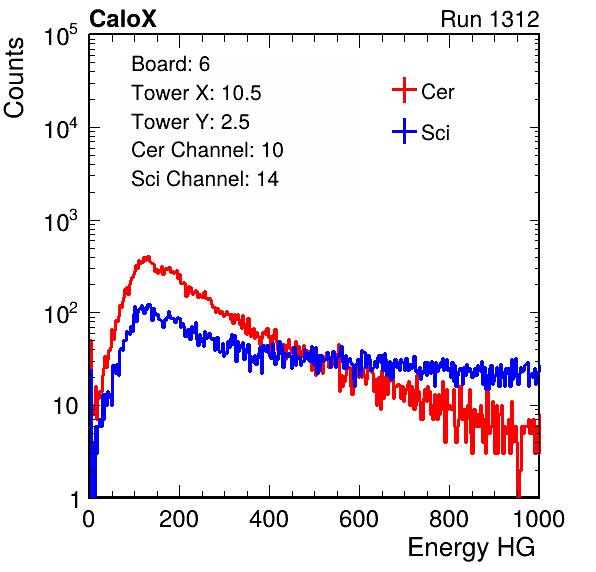 CaloX Run 1312
Counts
10^5
10^4
10^3
10^2
10
1
Board: 6
Tower X: 10.5
Tower Y: 2.5
Cer Channel: 10
Sci Channel: 14
Cer
Sci
0 200 400 600 800 1000
Energy HG